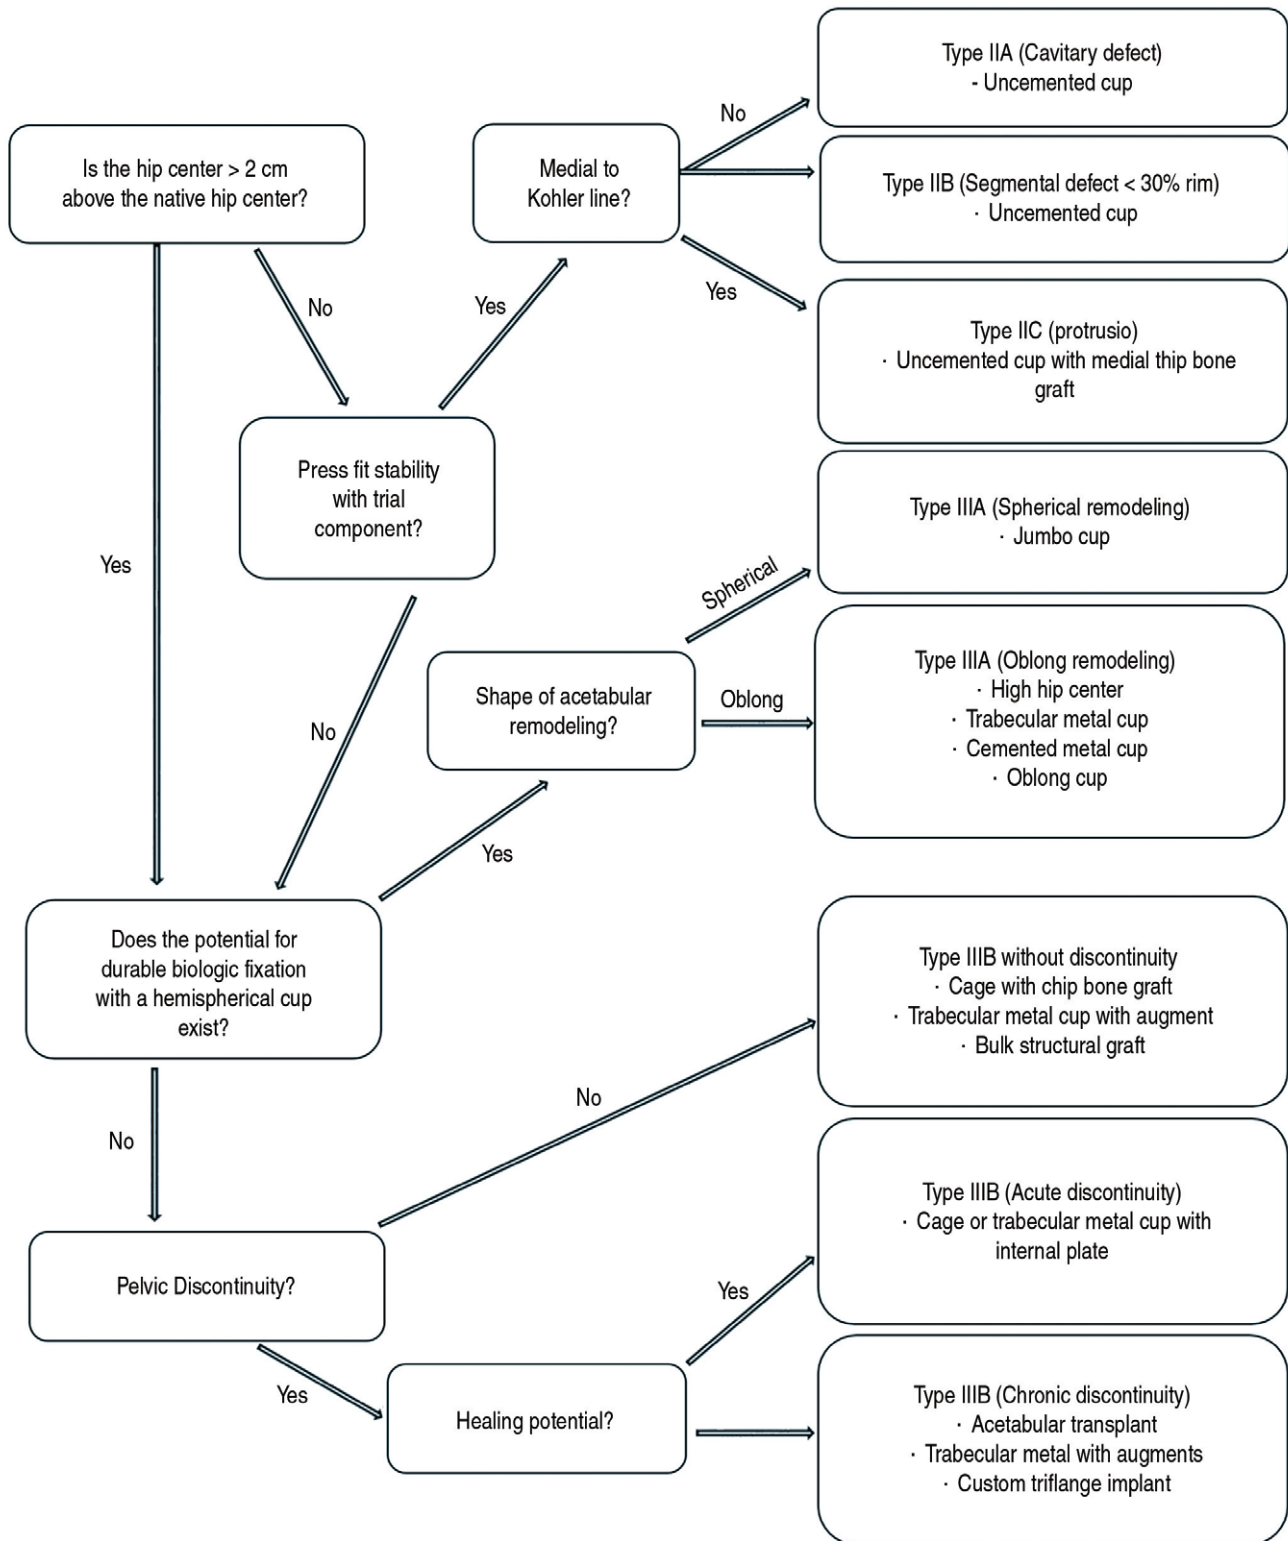 Is the hip center > 2 cm
above the native hip center?
Medial to
Kohler line?
No
Type IIA (Cavitary defect)
- Uncemented cup
Type IIB (Segmental defect < 30% rim)
· Uncemented cup
Yes
Type IIC (protrusio)
· Uncemented cup with medial thip bone
graft
No
Yes
Press fit stability
with trial
component?
Yes
No
Shape of acetabular
remodeling?
Spherical
Type IIIA (Spherical remodeling)
· Jumbo cup
Oblong
Type IIIA (Oblong remodeling)
· High hip center
· Trabecular metal cup
· Cemented metal cup
· Oblong cup
Yes
Does the potential for
durable biologic fixation
with a hemispherical cup
exist?
No
No
Type IIIB without discontinuity
· Cage with chip bone graft
· Trabecular metal cup with augment
· Bulk structural graft
Pelvic Discontinuity?
Yes
Healing potential?
Yes
Type IIIB (Acute discontinuity)
· Cage or trabecular metal cup with
internal plate
Type IIIB (Chronic discontinuity)
· Acetabular transplant
· Trabecular metal with augments
· Custom triflange implant